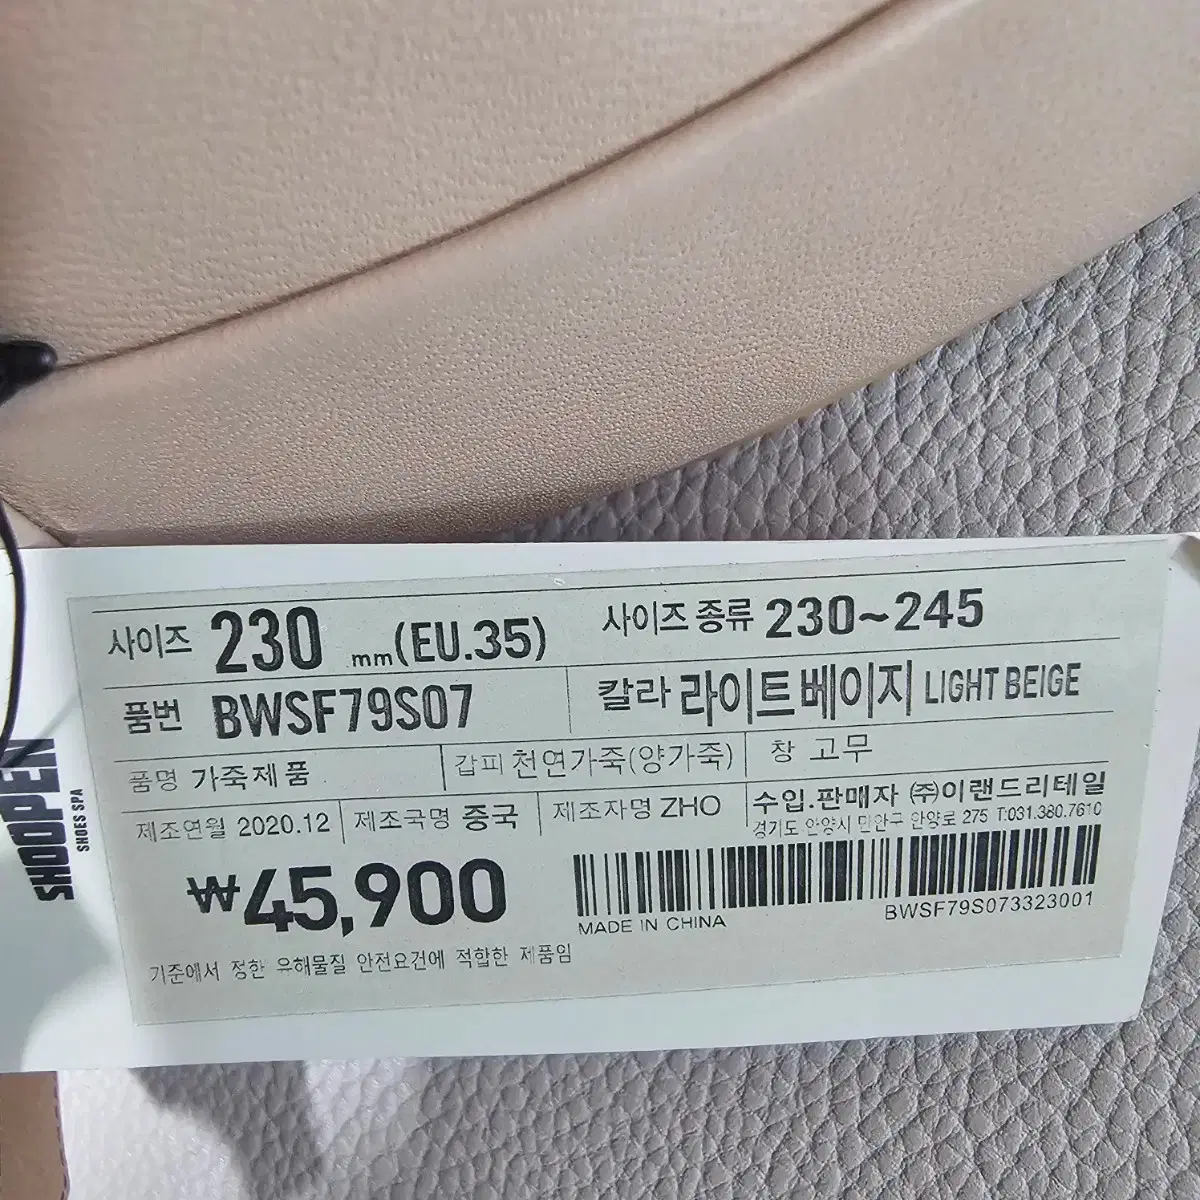 사이즈 230 mm(EU.35) 사이즈 종류 230~245
품번 BWSF79S07 칼라 라이트베이지 LIGHT BEIGE
품명 가죽제품 갑피 천연가죽(양가죽) 창 고무
제조연월 2020.12 제조국명 중국 제조자명 ZHO 수입.판매자 ㈜이랜드리테일
경기도 안양시 만안구 안양로 275 T:031.380.7610
₩45,900
MADE IN CHINA BWSF79S073323001
기준에서 정한 유해물질 안전요건에 적합한 제품임
SHOOPEN
SHOES SPA